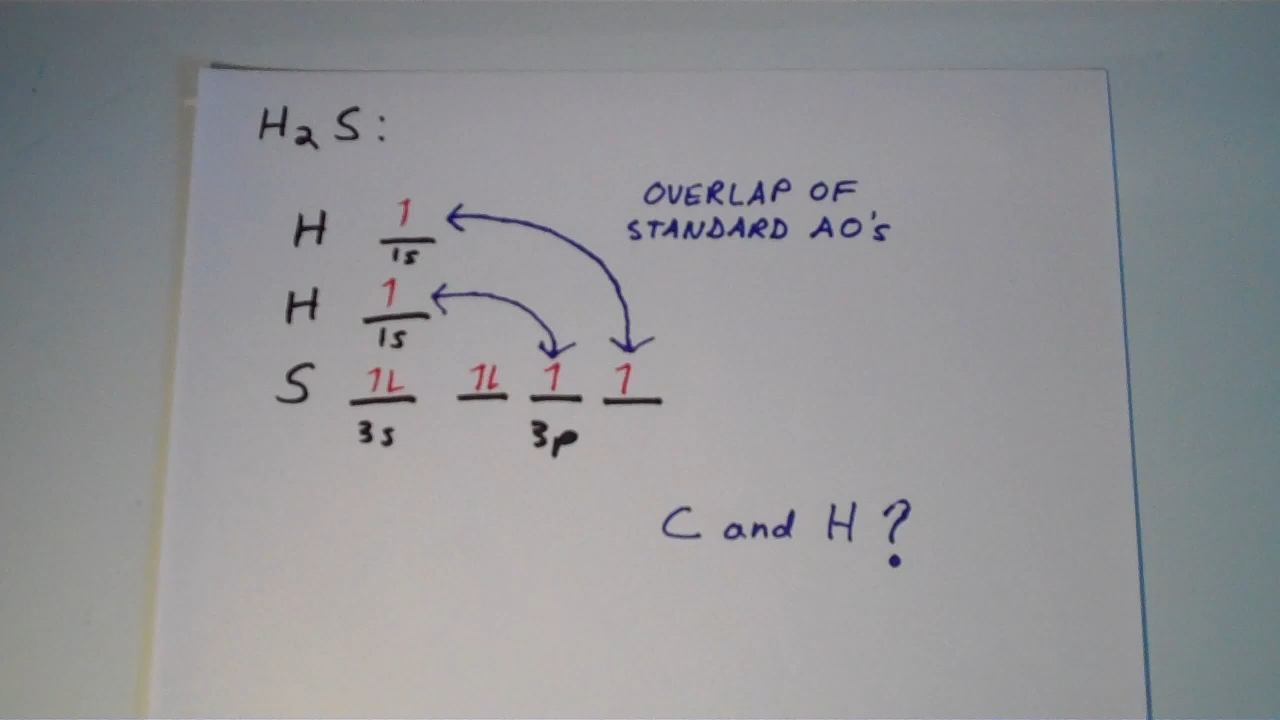 H₂S:
OVERLAP OF
STANDARD AO's
H 1
1s
H 1
1s
S 1L 1L 1 1
3s 3p
C and H?